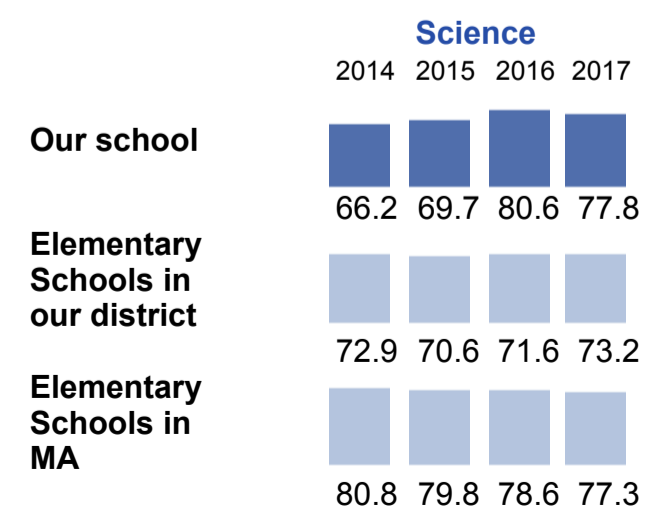 Science
2014 2015 2016 2017
Our school
66.2 69.7 80.6 77.8
Elementary
Schools in
our district
72.9 70.6 71.6 73.2
Elementary
Schools in
MA
80.8 79.8 78.6 77.3